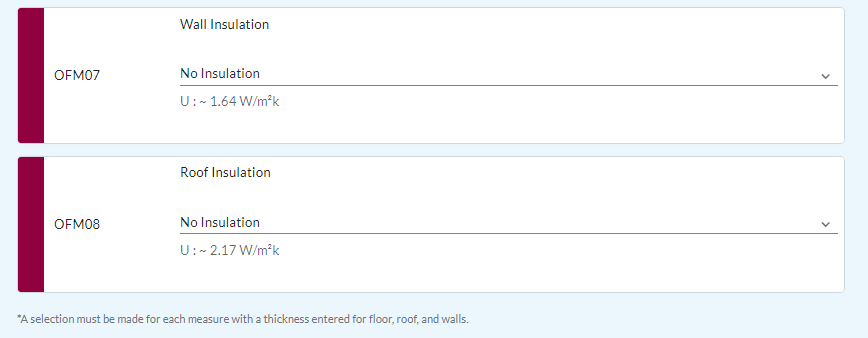 Wall Insulation
OFM07
No Insulation
U : ~ 1.64 W/m²k
Roof Insulation
OFM08
No Insulation
U : ~ 2.17 W/m²k
*A selection must be made for each measure with a thickness entered for floor, roof, and walls.